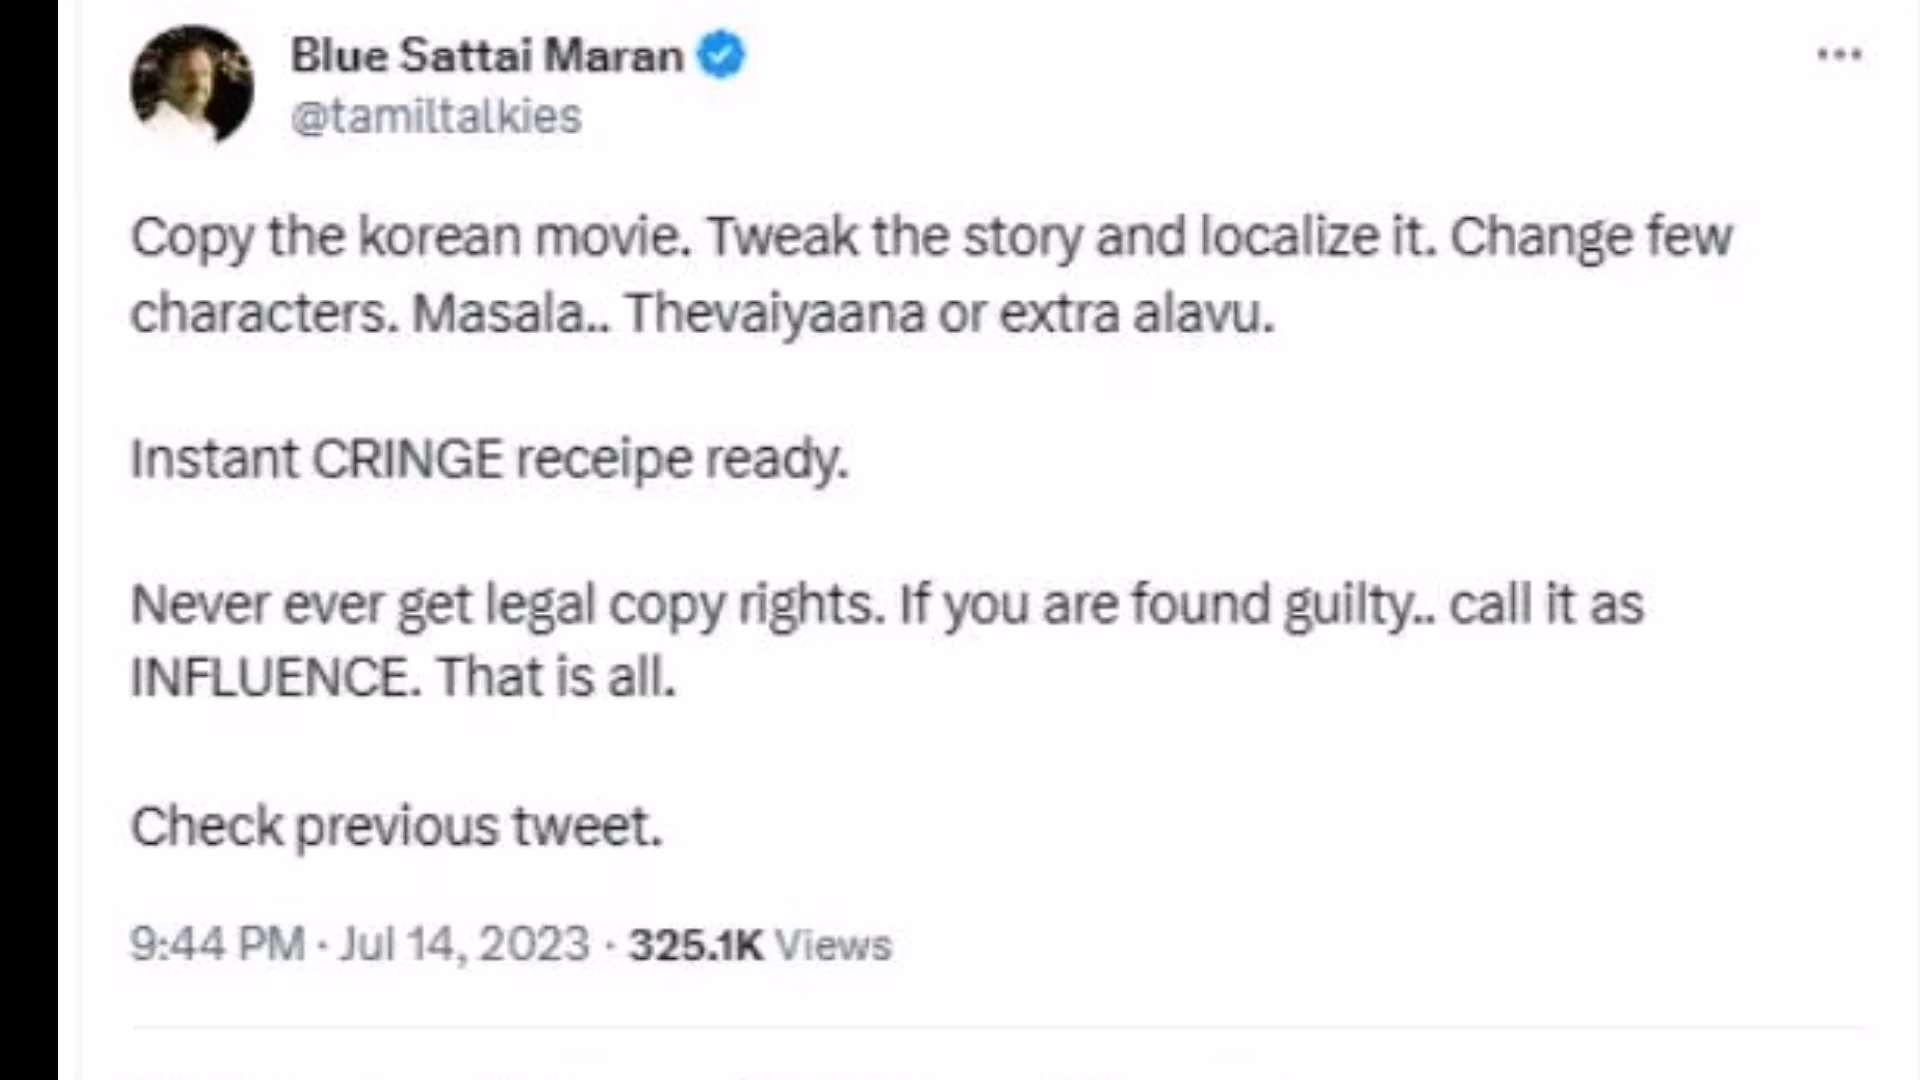 Blue Sattai Maran
@tamiltalkies
Copy the korean movie. Tweak the story and localize it. Change few
characters. Masala.. Thevaiyaana or extra alavu.
Instant CRINGE receipe ready.
Never ever get legal copy rights. If you are found guilty.. call it as
INFLUENCE. That is all.
Check previous tweet.
9:44 PM · Jul 14, 2023 · 325.1K Views